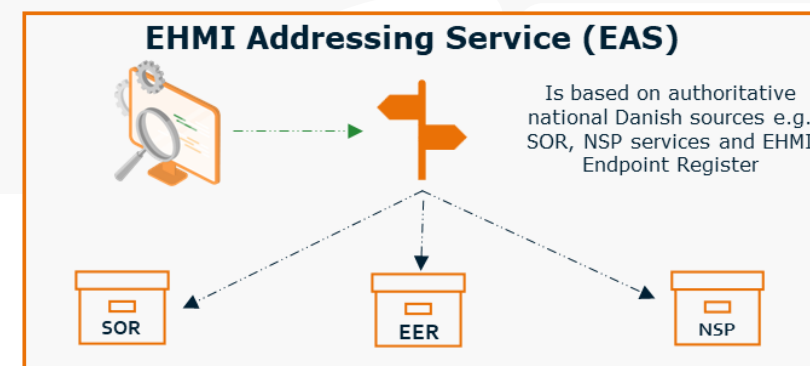 EHMI Addressing Service (EAS)
Is based on authoritative
national Danish sources e.g.
SOR, NSP services and EHMI
Endpoint Register
SOR
EER
NSP